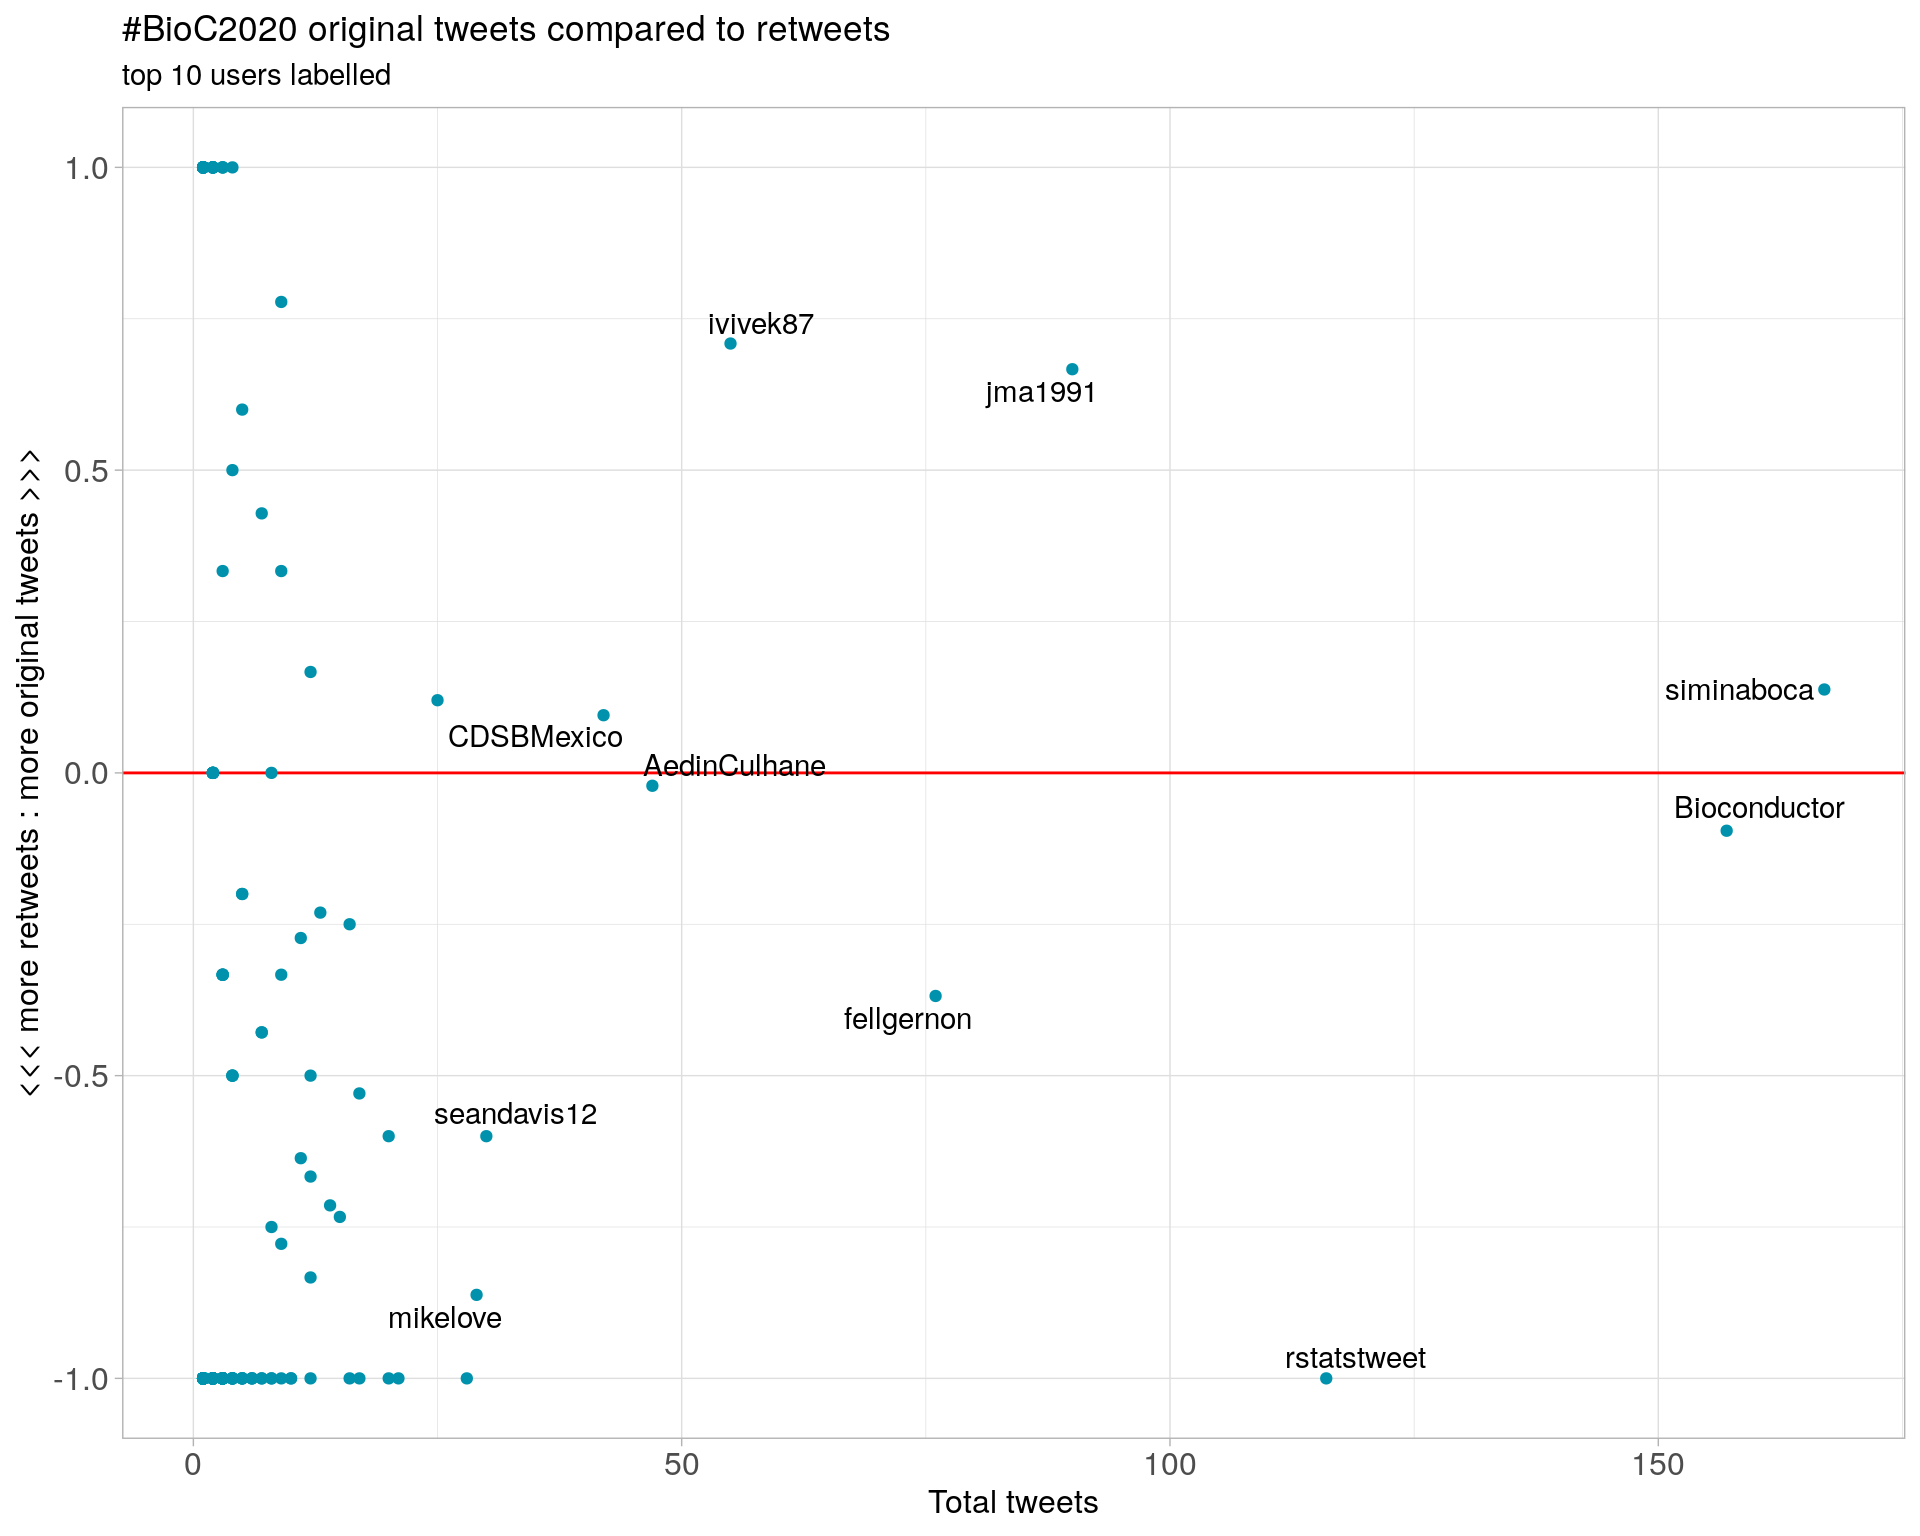 #BioC2020 original tweets compared to retweets
top 10 users labelled
<<< more retweets : more original tweets >>>
1.0
0.5
0.0
-0.5
-1.0
ivivek87
jma1991
siminaboca
CDSBMexico
AedinCulhane
Bioconductor
fellgernon
seandavis12
mikelove
rstatstweet
0 50 100 150
Total tweets